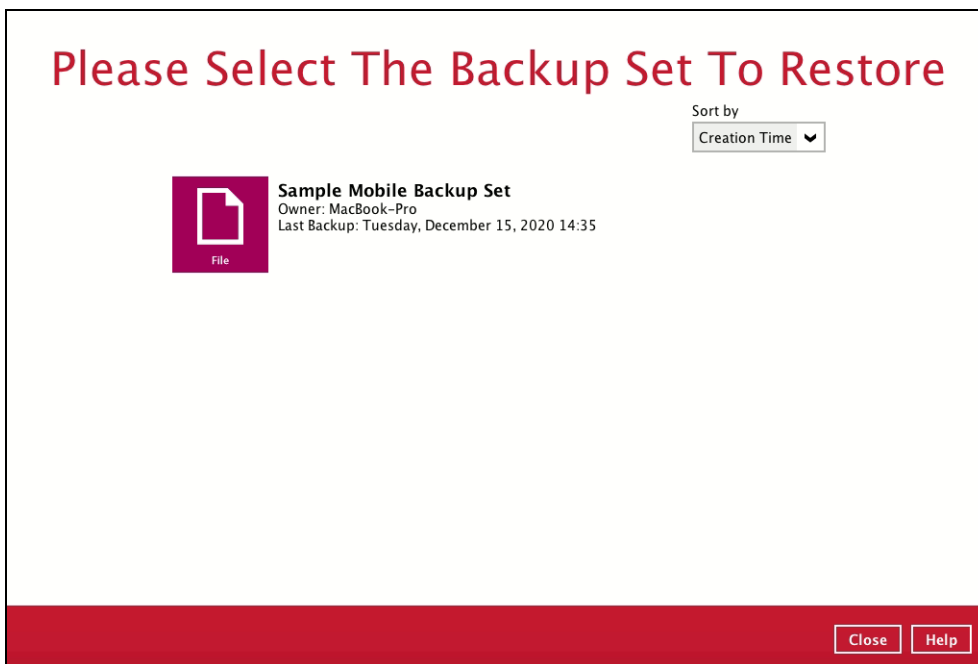 Please Select The Backup Set To Restore
Sort by
Creation Time
Sample Mobile Backup Set
Owner: MacBook-Pro
Last Backup: Tuesday, December 15, 2020 14:35
File
Close
Help